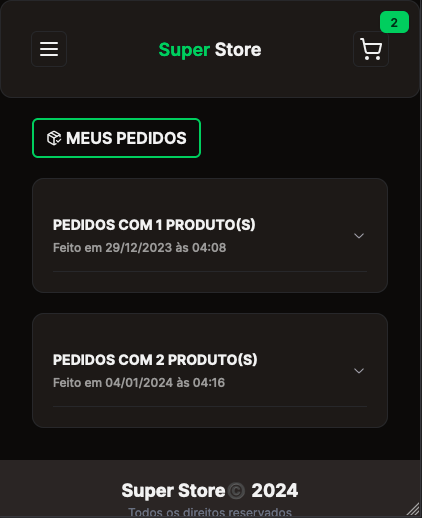 2
Super Store
MEUS PEDIDOS
PEDIDOS COM 1 PRODUTO(S)
Feito em 29/12/2023 às 04:08
PEDIDOS COM 2 PRODUTO(S)
Feito em 04/01/2024 às 04:16
Super Store© 2024
Todos os direitos reservados